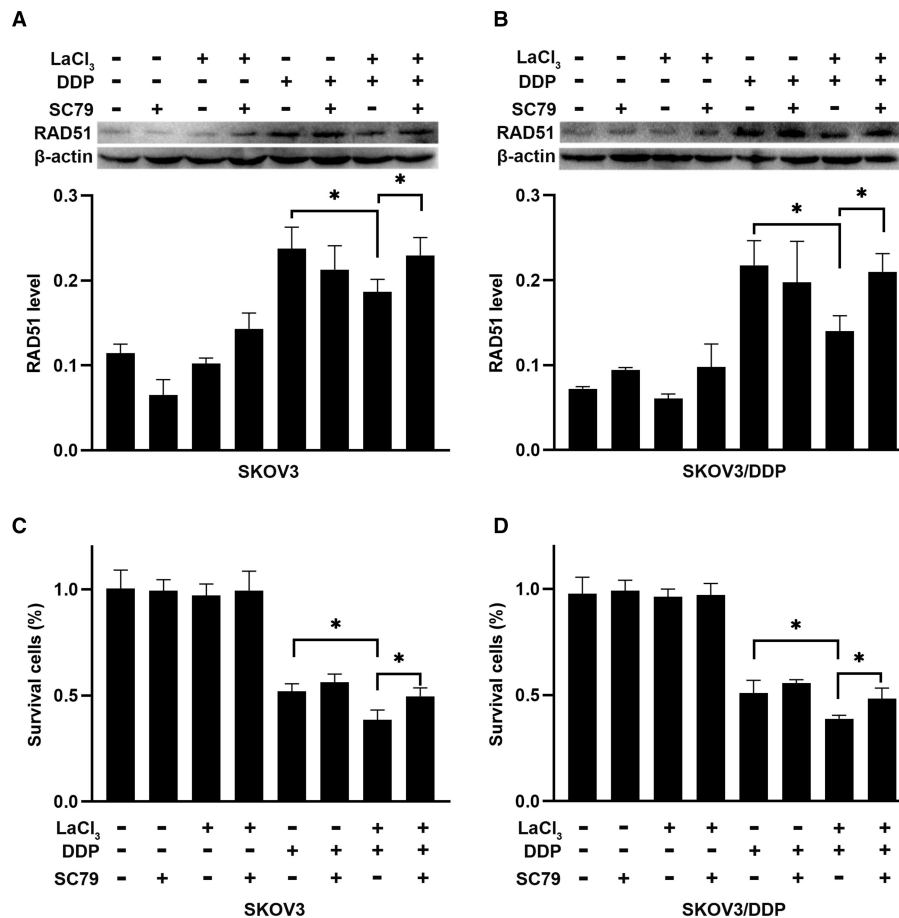 A
LaCl₃ - - + + - - + +
DDP - - - - + + + +
SC79 - + - + - + - +
RAD51
β-actin
0.3
0.2
0.1
0.0
RAD51 level
* *
SKOV3
B
LaCl₃ - - + + - - + +
DDP - - - - + + + +
SC79 - + - + - + - +
RAD51
β-actin
0.3
0.2
0.1
0.0
RAD51 level
* *
SKOV3/DDP
C
1.0
0.5
0.0
Survival cells (%)
* *
LaCl₃ - - + + - - + +
DDP - - - - + + + +
SC79 - + - + - + - +
SKOV3
D
1.0
0.5
0.0
Survival cells (%)
* *
LaCl₃ - - + + - - + +
DDP - - - - + + + +
SC79 - + - + - + - +
SKOV3/DDP